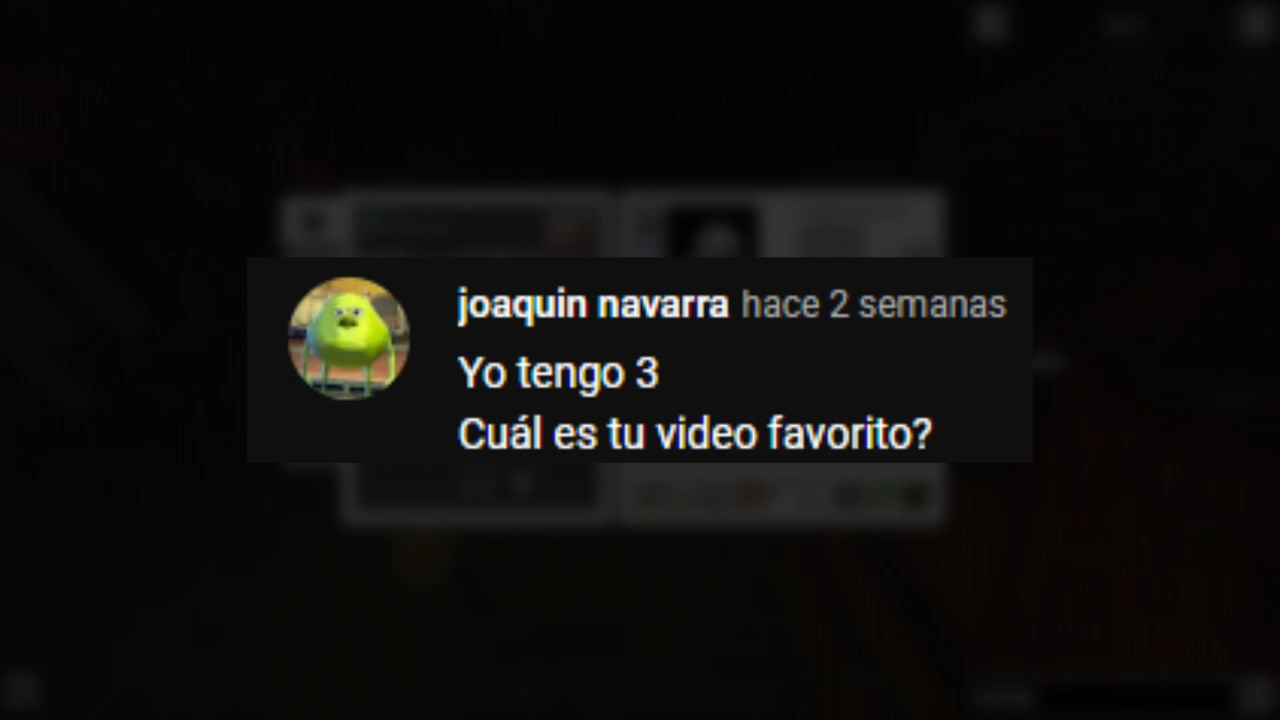 joaquin navarra hace 2 semanas
Yo tengo 3
Cuál es tu video favorito?